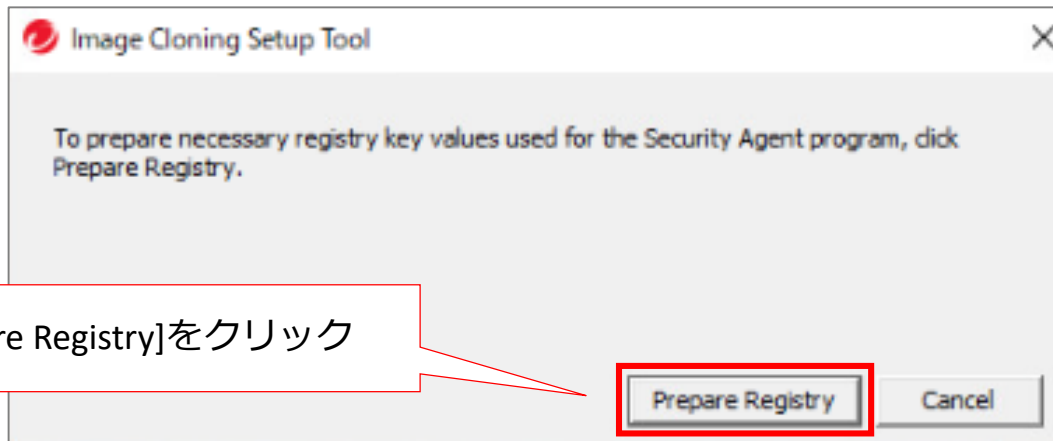 Image Cloning Setup Tool
To prepare necessary registry key values used for the Security Agent program, click
Prepare Registry.
re Registry]をクリック
Prepare Registry
Cancel